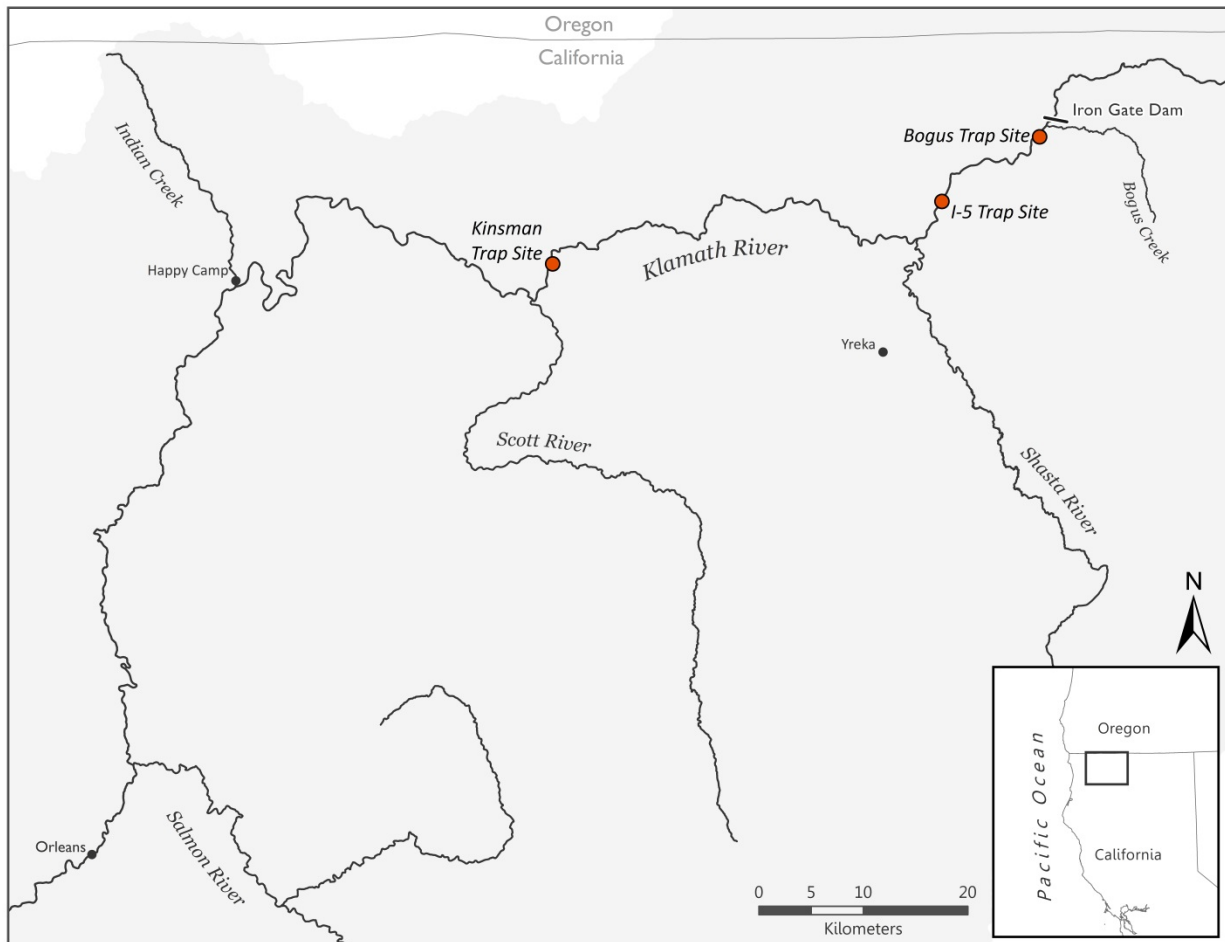 Oregon
California
Iron Gate Dam
Bogus Trap Site
Indian Creek
Bogus Creek
I-5 Trap Site
Kinsman
Trap Site
Klamath River
Happy Camp
Yreka
Scott River
Shasta River
N
Oregon
Pacific Ocean
California
Salmon River
Orleans
0 5 10 20
Kilometers